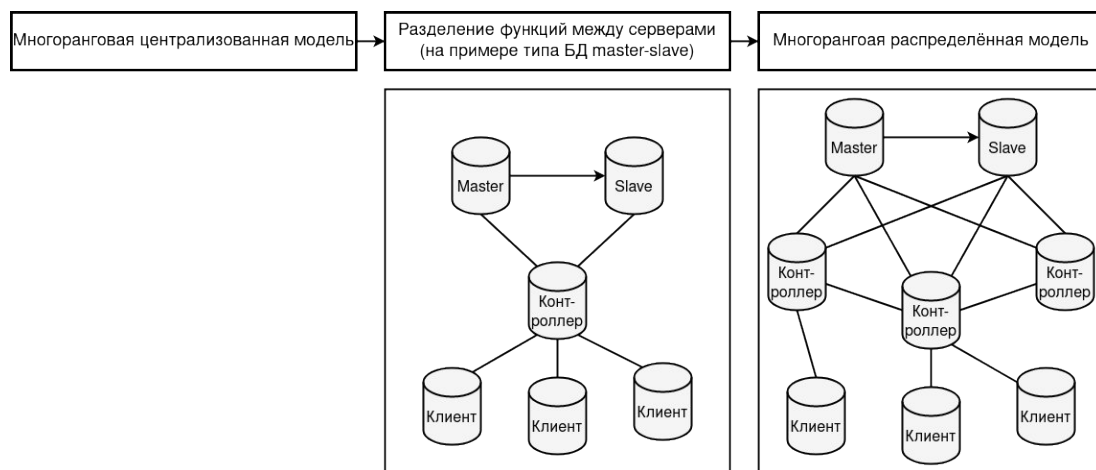 Многоранговая централизованная модель
Разделение функций между серверами
(на примере типа БД master-slave)
Многорангоая распределённая модель
Master
Slave
Конт-
роллер
Клиент
Клиент
Клиент
Master
Slave
Конт-
роллер
Конт-
роллер
Конт-
роллер
Клиент
Клиент
Клиент